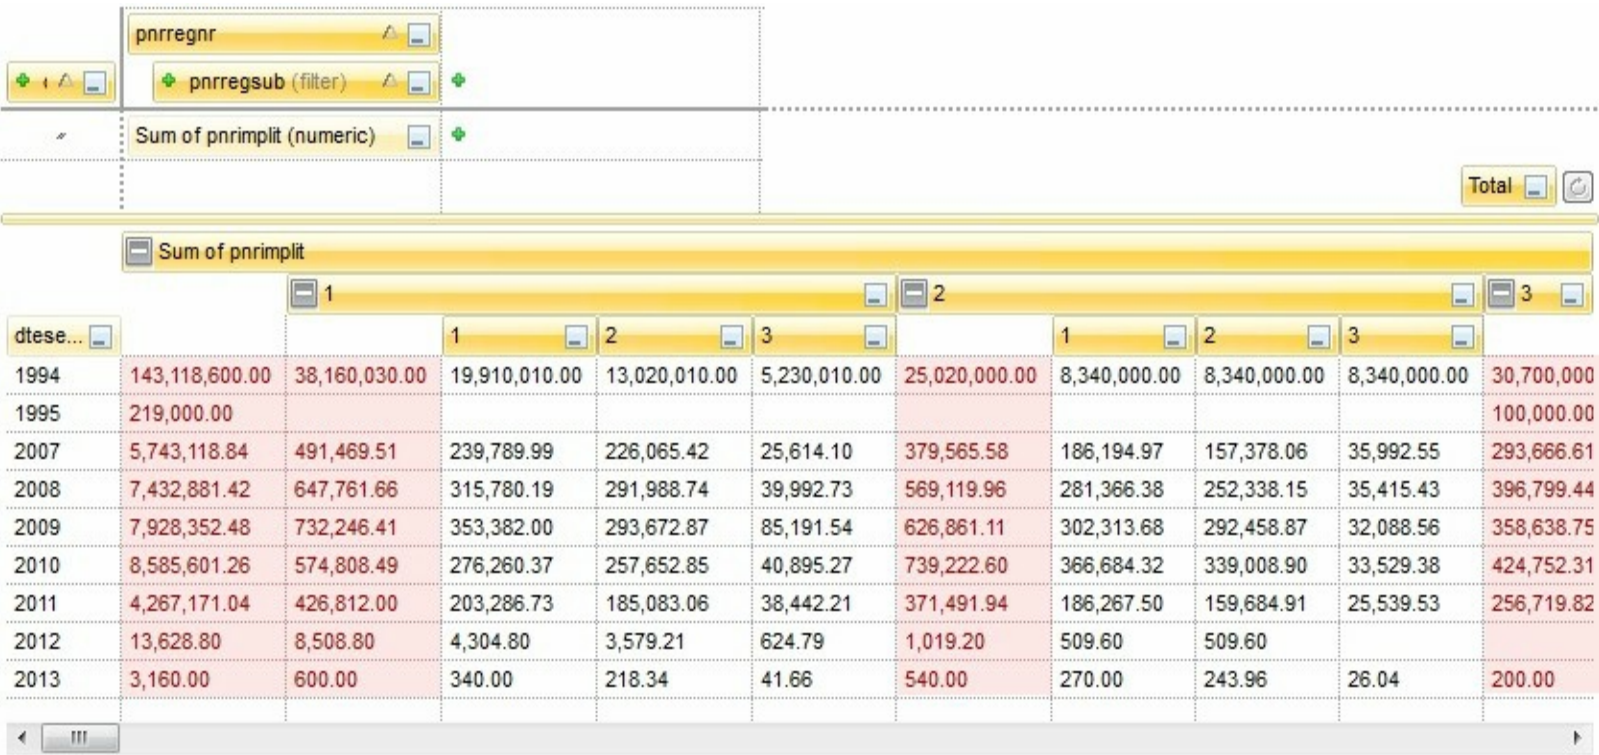 pnrregnr
pnrregsub (filter)
Sum of pnrimplit (numeric)
Total
Sum of pnrimplit
1 2 3
dtese... 1 2 3 1 2 3
1994 143,118,600.00 38,160,030.00 19,910,010.00 13,020,010.00 5,230,010.00 25,020,000.00 8,340,000.00 8,340,000.00 8,340,000.00 30,700,000
1995 219,000.00 100,000.00
2007 5,743,118.84 491,469.51 239,789.99 226,065.42 25,614.10 379,565.58 186,194.97 157,378.06 35,992.55 293,666.61
2008 7,432,881.42 647,761.66 315,780.19 291,988.74 39,992.73 569,119.96 281,366.38 252,338.15 35,415.43 396,799.44
2009 7,928,352.48 732,246.41 353,382.00 293,672.87 85,191.54 626,861.11 302,313.68 292,458.87 32,088.56 358,638.75
2010 8,585,601.26 574,808.49 276,260.37 257,652.85 40,895.27 739,222.60 366,684.32 339,008.90 33,529.38 424,752.31
2011 4,267,171.04 426,812.00 203,286.73 185,083.06 38,442.21 371,491.94 186,267.50 159,684.91 25,539.53 256,719.82
2012 13,628.80 8,508.80 4,304.80 3,579.21 624.79 1,019.20 509.60 509.60
2013 3,160.00 600.00 340.00 218.34 41.66 540.00 270.00 243.96 26.04 200.00